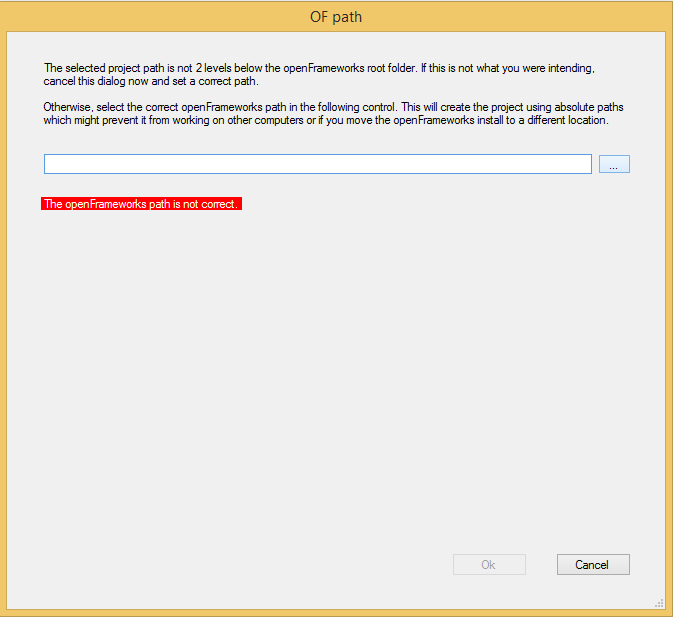 OF path
The selected project path is not 2 levels below the openFrameworks root folder. If this is not what you were intending,
cancel this dialog now and set a correct path.
Otherwise, select the correct openFrameworks path in the following control. This will create the project using absolute paths
which might prevent it from working on other computers or if you move the openFrameworks install to a different location.
...
The openFrameworks path is not correct.
Ok
Cancel